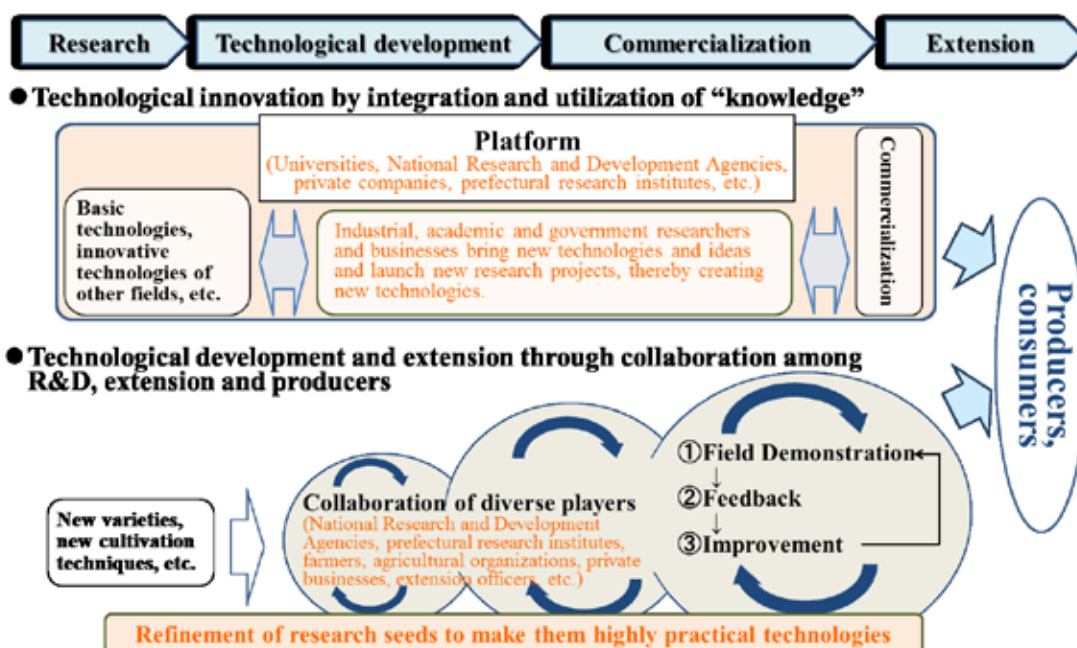 Research
Technological development
Commercialization
Extension
● Technological innovation by integration and utilization of “knowledge”
Platform
(Universities, National Research and Development Agencies,
private companies, prefectural research institutes, etc.)
Basic
technologies,
innovative
technologies of
other fields, etc.
Industrial, academic and government researchers
and businesses bring new technologies and ideas
and launch new research projects, thereby creating
new technologies.
Commercialization
Producers,
consumers
● Technological development and extension through collaboration among
R&D, extension and producers
New varieties,
new cultivation
techniques, etc.
Collaboration of diverse players
(National Research and Development
Agencies, prefectural research institutes,
farmers, agricultural organizations, private
businesses, extension officers, etc.)
①Field Demonstration
②Feedback
③Improvement
Refinement of research seeds to make them highly practical technologies